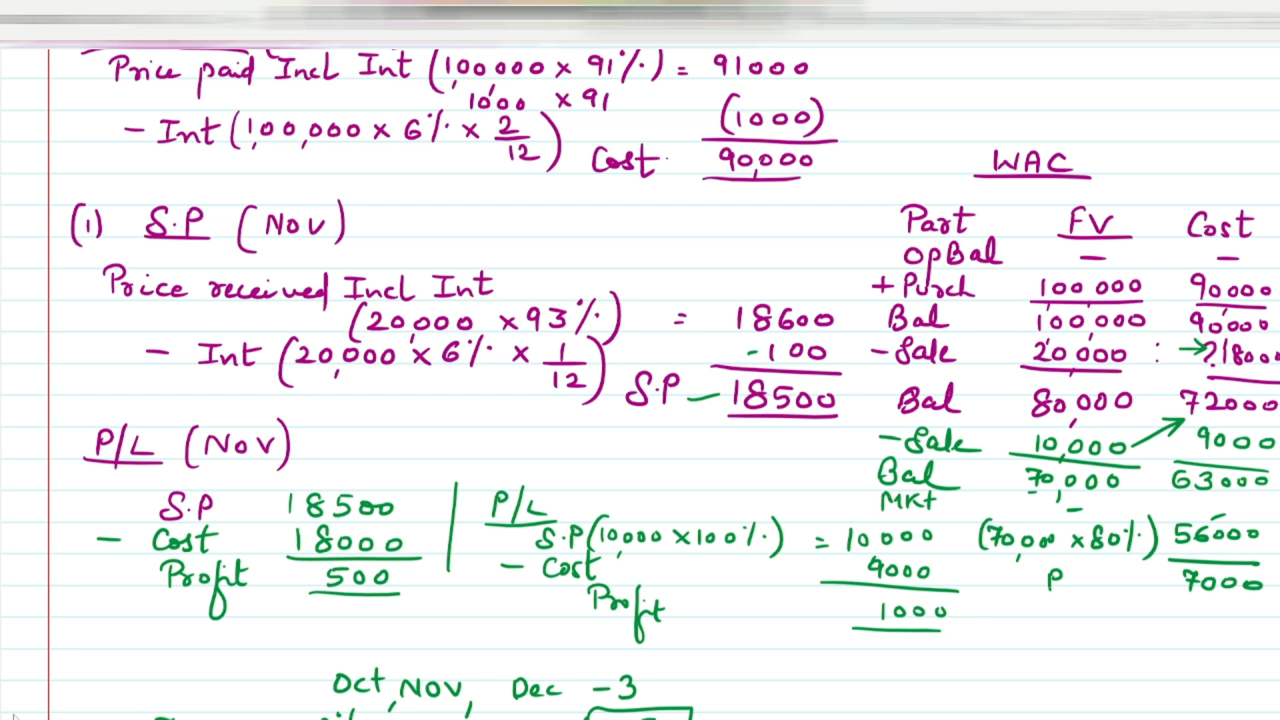 Price paid Incl Int (100000 × 91%) = 91000
1000 × 91
- Int (100,000 × 6% × 2/12) (1000)
Cost 90,000
(1) S.P (Nov)
Price received Incl Int
(20,000 × 93%) = 18600
- Int (20,000 × 6% × 1/12) -100
S.P - 18500
P/L (Nov)
S.P 18500
- Cost 18000
Profit 500
P/L
S.P (10,000 × 100%) = 10000
- Cost 9000
Profit 1000
WAC
Part FV Cost
OpBal - -
+ Purch 100000 90000
Bal 100,000 90000
- Sale 20000 : → ?18000
Bal 80,000 72000
- Sale 10,000 9000
Bal 70,000 63000
Mkt
(70,000 × 80%) 56000
P 7000
Oct, Nov, Dec - 3